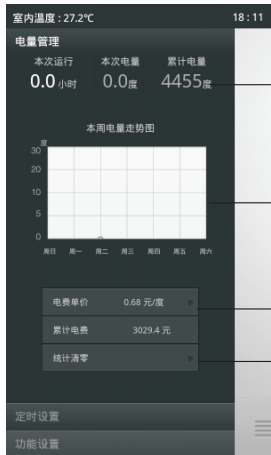 室内温度 : 27.2℃ 18 : 11
电量管理
本次运行 本次电量 累计电量
0.0 小时 0.0度 4455度
本周电量走势图
度
30
20
10
5
0
周日 周一 周二 周三 周四 周五 周六
电费单价 0.68 元/度
累计电费 3029.4 元
统计清零
定时设置
功能设置